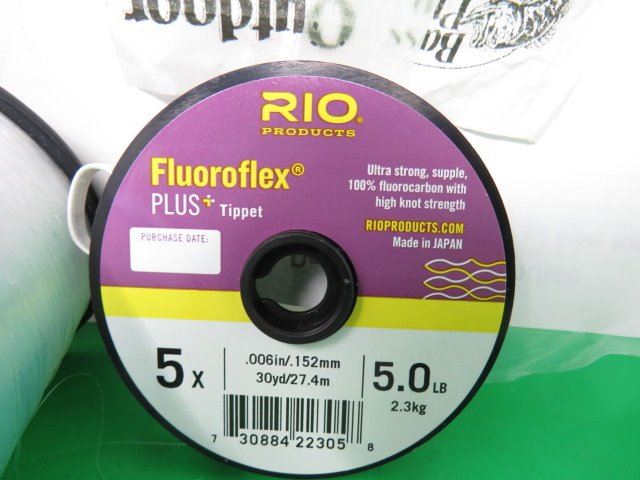 Outdoor
Bass
RIO
PRODUCTS
Fluoroflex®
PLUS+ Tippet
Ultra strong, supple,
100% fluorocarbon with
high knot strength
PURCHASE DATE:
RIOPRODUCTS.COM
Made in JAPAN
5 X
.006in/.152mm
30yd/27.4m
5.0 LB
2.3kg
7 30884 22305 8